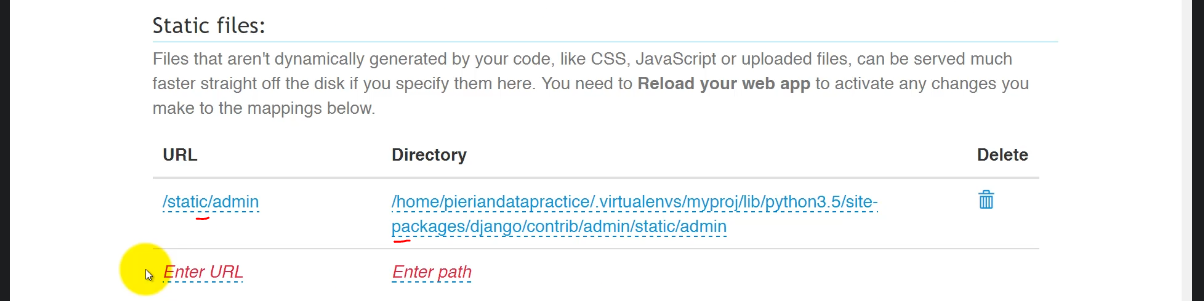 Static files:
Files that aren't dynamically generated by your code, like CSS, JavaScript or uploaded files, can be served much
faster straight off the disk if you specify them here. You need to Reload your web app to activate any changes you
make to the mappings below.
URL Directory Delete
/static/admin /home/pieriandatapractice/.virtualenvs/myproj/lib/python3.5/site-
packages/django/contrib/admin/static/admin
Enter URL Enter path